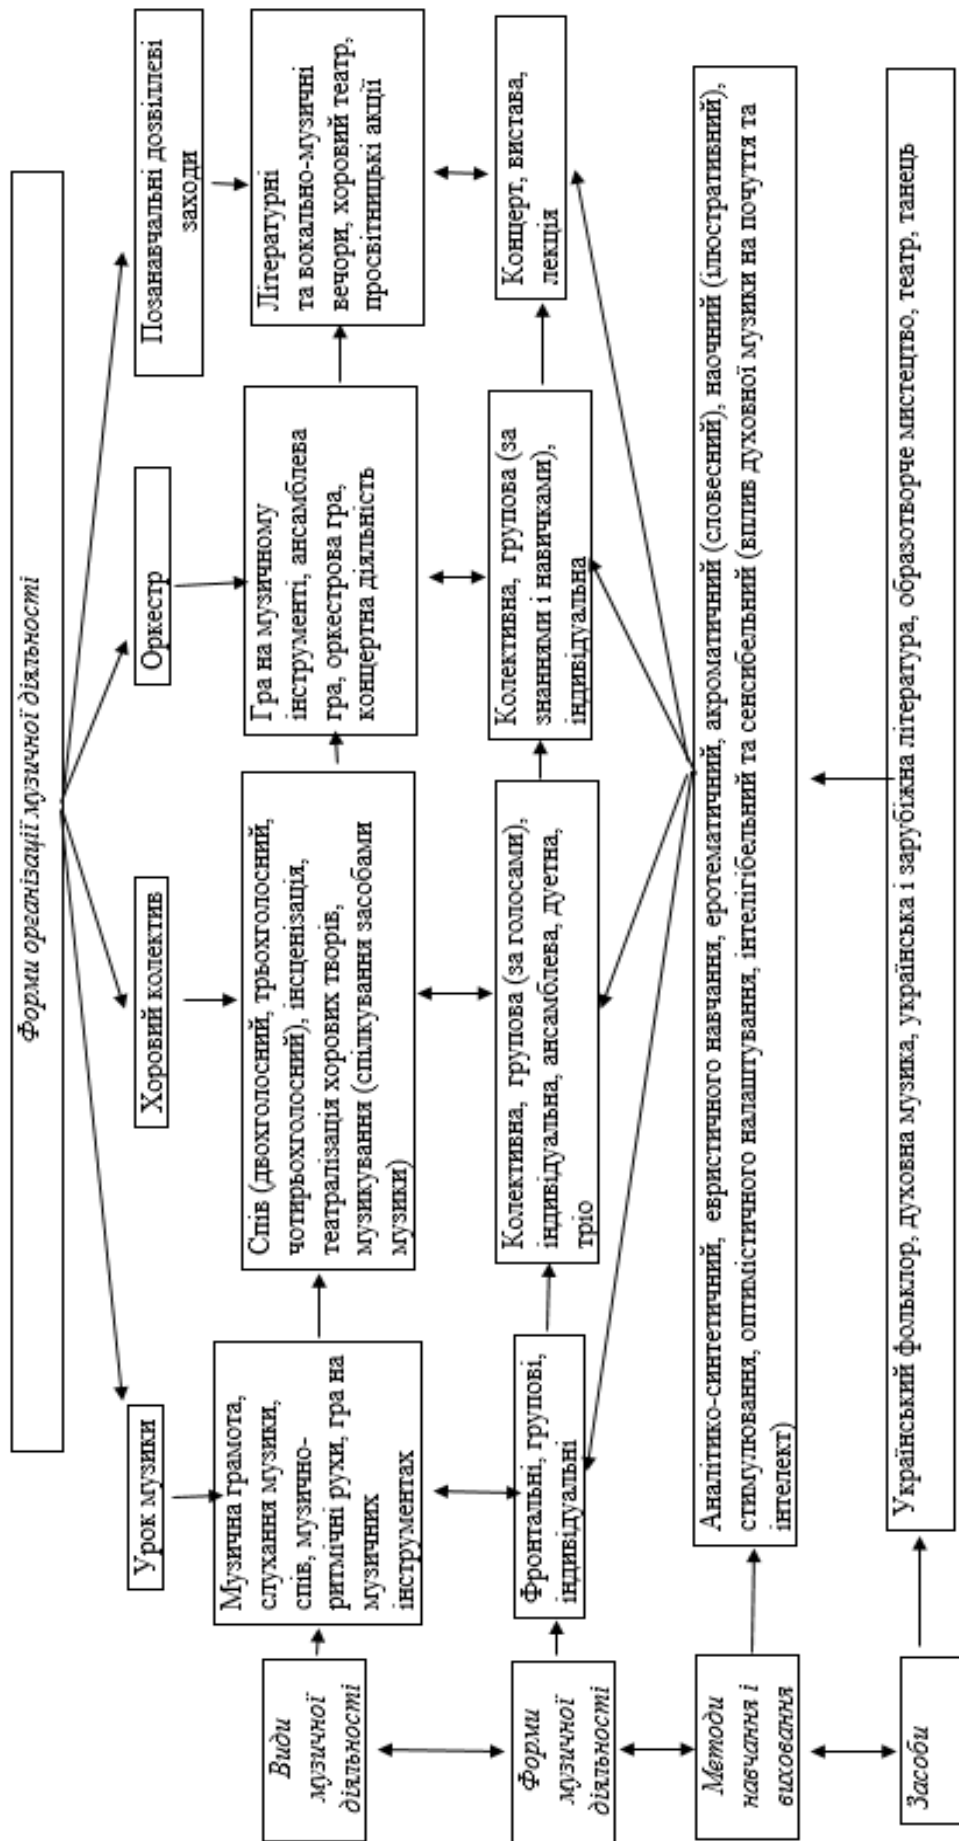 Форми організації музичної діяльності
Урок музики
Хоровий колектив
Оркестр
Позанавчальні дозвіллеві
заходи
Види
музичної
діяльності
Музична грамота,
слухання музики,
спів, музично-
ритмічні рухи, гра на
музичних
інструментах
Спів (двохголосний, трьохголосний,
чотирьохголосний), інсценізація,
театралізація хорових творів,
музикування (спілкування засобами
музики)
Гра на музичному
інструменті, ансамблева
гра, оркестрова гра,
концертна діяльність
Літературні
та вокально-музичні
вечори, хоровий театр,
просвітницькі акції
Форми
музичної
діяльності
Фронтальні, групові,
індивідуальні
Колективна, групова (за голосами),
індивідуальна, ансамблева, дуетна,
тріо
Колективна, групова (за
знаннями і навичками),
індивідуальна
Концерт, вистава,
лекція
Методи
навчання і
виховання
Аналітико-синтетичний, евристичного навчання, еротематичний, акроматичний (словесний), наочний (ілюстративний),
стимулювання, оптимістичного налаштування, інтелігібельний та сенсибельний (вплив духовної музики на почуття та
інтелект)
Засоби
Український фольклор, духовна музика, українська і зарубіжна література, образотворче мистецтво, театр, танець